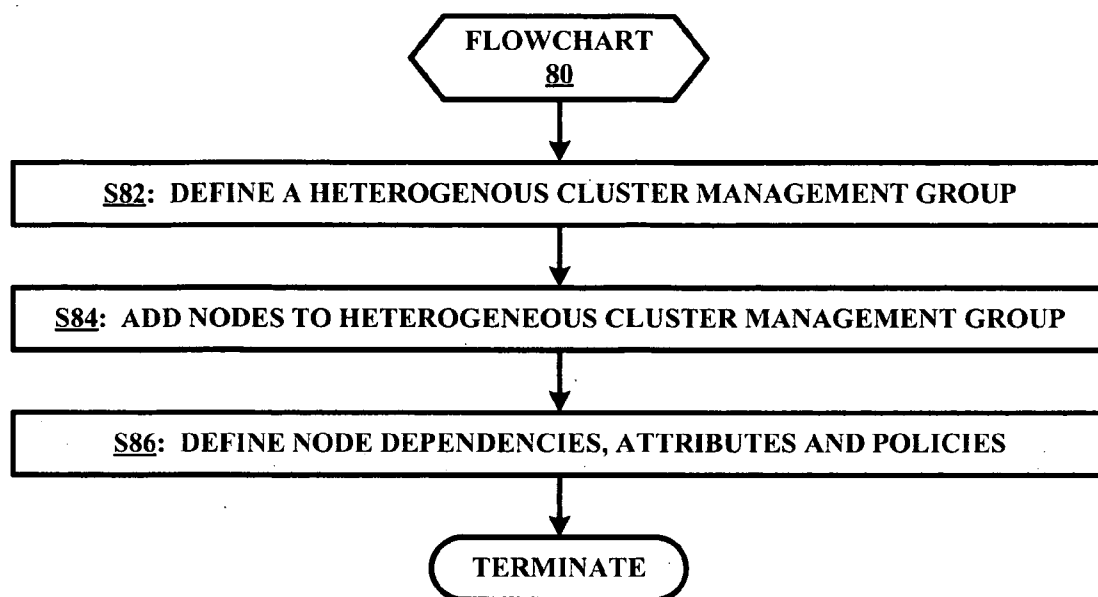 FLOWCHART
80
S82: DEFINE A HETEROGENOUS CLUSTER MANAGEMENT GROUP
S84: ADD NODES TO HETEROGENEOUS CLUSTER MANAGEMENT GROUP
S86: DEFINE NODE DEPENDENCIES, ATTRIBUTES AND POLICIES
TERMINATE